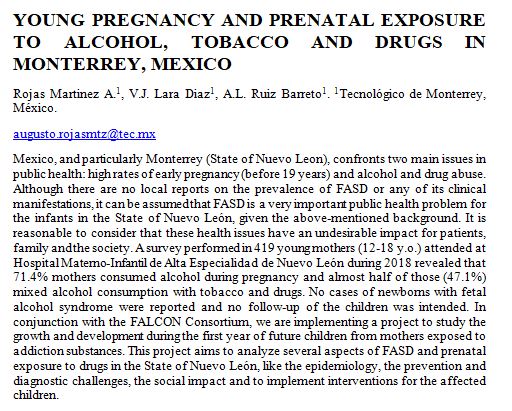 YOUNG PREGNANCY AND PRENATAL EXPOSURE
TO ALCOHOL, TOBACCO AND DRUGS IN
MONTERREY, MEXICO
Rojas Martinez A.¹, V.J. Lara Diaz¹, A.L. Ruiz Barreto¹. ¹Tecnológico de Monterrey,
México.
augusto.rojasmtz@tec.mx
Mexico, and particularly Monterrey (State of Nuevo Leon), confronts two main issues in
public health: high rates of early pregnancy (before 19 years) and alcohol and drug abuse.
Although there are no local reports on the prevalence of FASD or any of its clinical
manifestations, it can be assumed that FASD is a very important public health problem for
the infants in the State of Nuevo León, given the above-mentioned background. It is
reasonable to consider that these health issues have an undesirable impact for patients,
family and the society. A survey performed in 419 young mothers (12-18 y.o.) attended at
Hospital Materno-Infantil de Alta Especialidad de Nuevo León during 2018 revealed that
71.4% mothers consumed alcohol during pregnancy and almost half of those (47.1%)
mixed alcohol consumption with tobacco and drugs. No cases of newborns with fetal
alcohol syndrome were reported and no follow-up of the children was intended. In
conjunction with the FALCON Consortium, we are implementing a project to study the
growth and development during the first year of future children from mothers exposed to
addiction substances. This project aims to analyze several aspects of FASD and prenatal
exposure to drugs in the State of Nuevo León, like the epidemiology, the prevention and
diagnostic challenges, the social impact and to implement interventions for the affected
children.